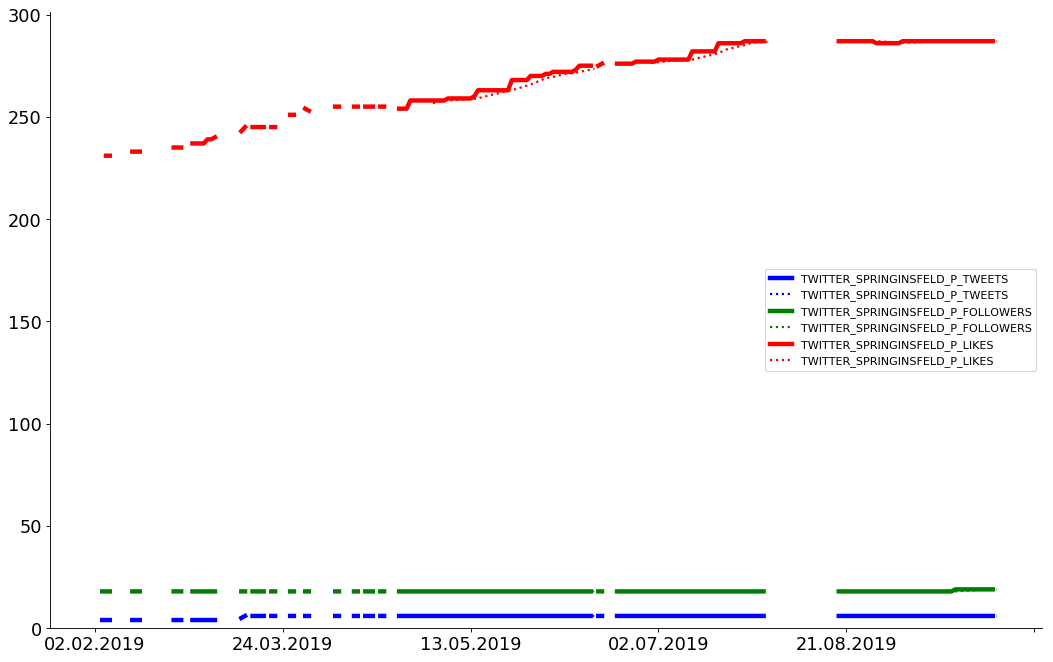 300
250
200
150
100
50
0
02.02.2019 24.03.2019 13.05.2019 02.07.2019 21.08.2019
TWITTER_SPRINGINSFELD_P_TWEETS
TWITTER_SPRINGINSFELD_P_TWEETS
TWITTER_SPRINGINSFELD_P_FOLLOWERS
TWITTER_SPRINGINSFELD_P_FOLLOWERS
TWITTER_SPRINGINSFELD_P_LIKES
TWITTER_SPRINGINSFELD_P_LIKES